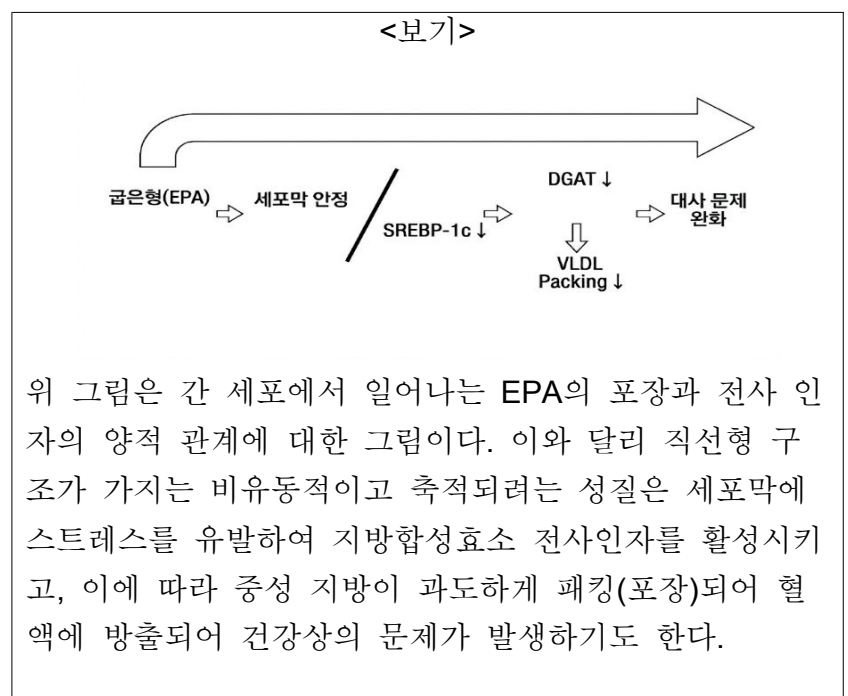 <보기>
굽은형(EPA)
세포막 안정
SREBP-1c ↓
DGAT ↓
VLDL
Packing ↓
대사 문제
완화
위 그림은 간 세포에서 일어나는 EPA의 포장과 전사 인
자의 양적 관계에 대한 그림이다. 이와 달리 직선형 구
조가 가지는 비유동적이고 축적되려는 성질은 세포막에
스트레스를 유발하여 지방합성효소 전사인자를 활성시키
고, 이에 따라 중성 지방이 과도하게 패킹(포장)되어 혈
액에 방출되어 건강상의 문제가 발생하기도 한다.